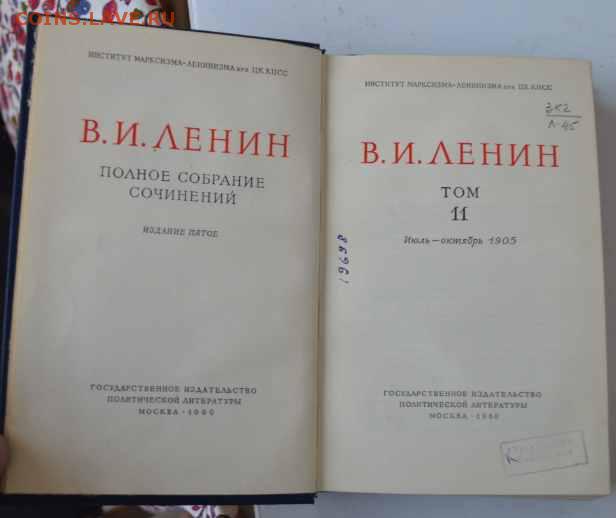 COINS.LAVE.RU
ИНСТИТУТ МАРКСИЗМА-ЛЕНИНИЗМА при ЦК КПСС
В. И. ЛЕНИН
ПОЛНОЕ СОБРАНИЕ
СОЧИНЕНИЙ
ИЗДАНИЕ ПЯТОЕ
ГОСУДАРСТВЕННОЕ ИЗДАТЕЛЬСТВО
ПОЛИТИЧЕСКОЙ ЛИТЕРАТУРЫ
МОСКВА · 1960
ИНСТИТУТ МАРКСИЗМА-ЛЕНИНИЗМА при ЦК КПСС
3К2
Л-45
В. И. ЛЕНИН
ТОМ
11
Июль — октябрь 1905
ГОСУДАРСТВЕННОЕ ИЗДАТЕЛЬСТВО
ПОЛИТИЧЕСКОЙ ЛИТЕРАТУРЫ
МОСКВА · 1960